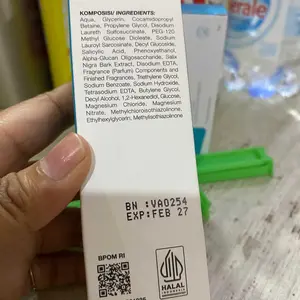 KOMPOSISI/ INGREDIENTS:
Aqua, Glycerin, Cocamidopropyl
Betaine, Propylene Glycol, Disodium
Laureth Sulfosuccinate, PEG-120
Methyl Glucose Dioleate, Sodium
Lauroyl Sarcosinate, Decyl Glucoside,
Salicylic Acid, Phenoxyethanol,
Alpha-Glucan Oligosaccharide, Salix
Nigra Bark Extract, Disodium EDTA,
Fragrance (Parfum) Components and
Finished Fragrances, Triethylene Glycol,
Sodium Benzoate, Sodium Hydroxide,
Tetrasodium EDTA, Butylene Glycol,
Decyl Alcohol, 1,2-Hexanediol, Glucose,
Magnesium Chloride, Magnesium
Nitrate, Methylchloroisothiazolinone,
Ethylhexylglycerin, Methylisothiazolinone
BN :VA0254
EXP:FEB 27
BPOM RI
HALAL
INDONESIA
erale